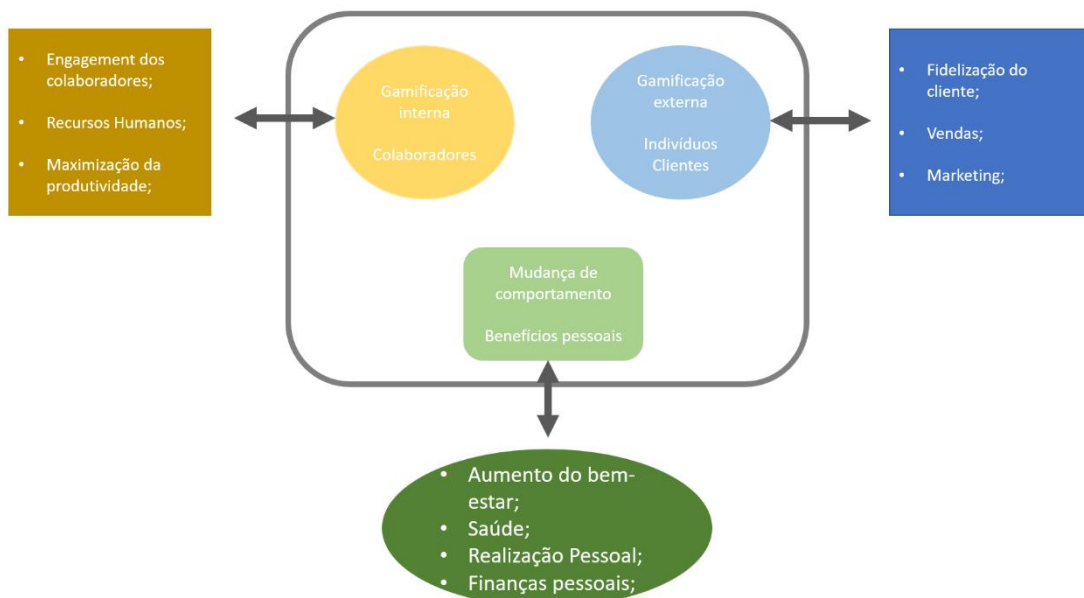 • Engagement dos
colaboradores;
• Recursos Humanos;
• Maximização da
produtividade;
Gamificação
interna
Colaboradores
Gamificação
externa
Indivíduos
Clientes
• Fidelização do
cliente;
• Vendas;
• Marketing;
Mudança de
comportamento
Benefícios pessoais
• Aumento do bem-
estar;
• Saúde;
• Realização Pessoal;
• Finanças pessoais;